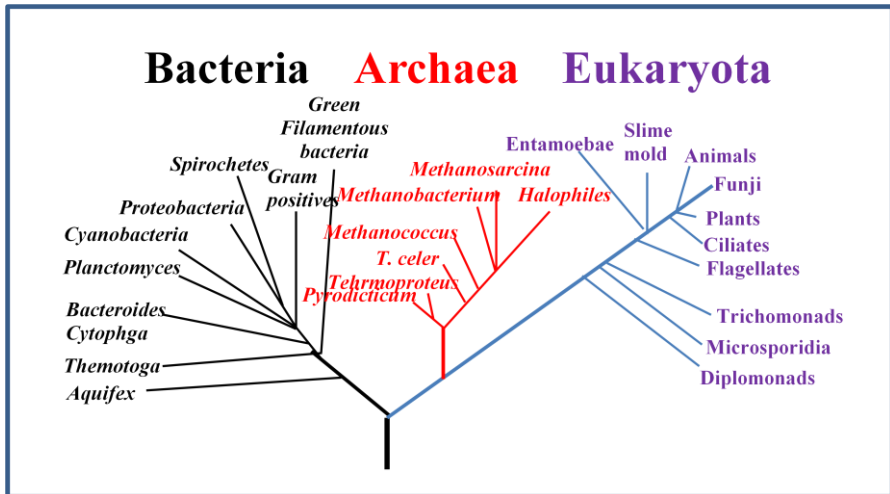 Bacteria Archaea Eukaryota
Green
Filamentous
bacteria
Spirochetes
Gram
positives
Proteobacteria
Cyanobacteria
Planctomyces
Bacteroides
Cytophga
Themotoga
Aquifex
Methanosarcina
Methanobacterium
Halophiles
Methanococcus
T. celer
Tehrmoproteus
Pyrodicticum
Entamoebae
Slime
mold
Animals
Funji
Plants
Ciliates
Flagellates
Trichomonads
Microsporidia
Diplomonads